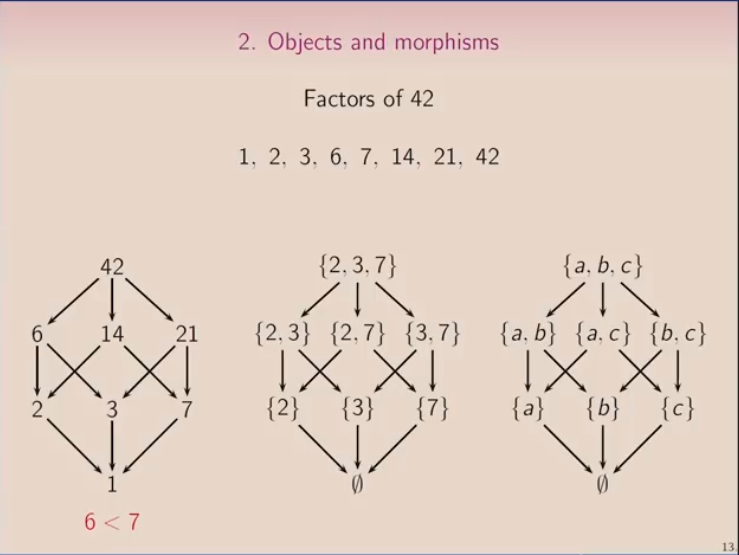 2. Objects and morphisms
Factors of 42
1, 2, 3, 6, 7, 14, 21, 42
42
6 14 21
2 3 7
1
6 < 7
{2, 3, 7}
{2, 3} {2, 7} {3, 7}
{2} {3} {7}
∅
{a, b, c}
{a, b} {a, c} {b, c}
{a} {b} {c}
∅
13